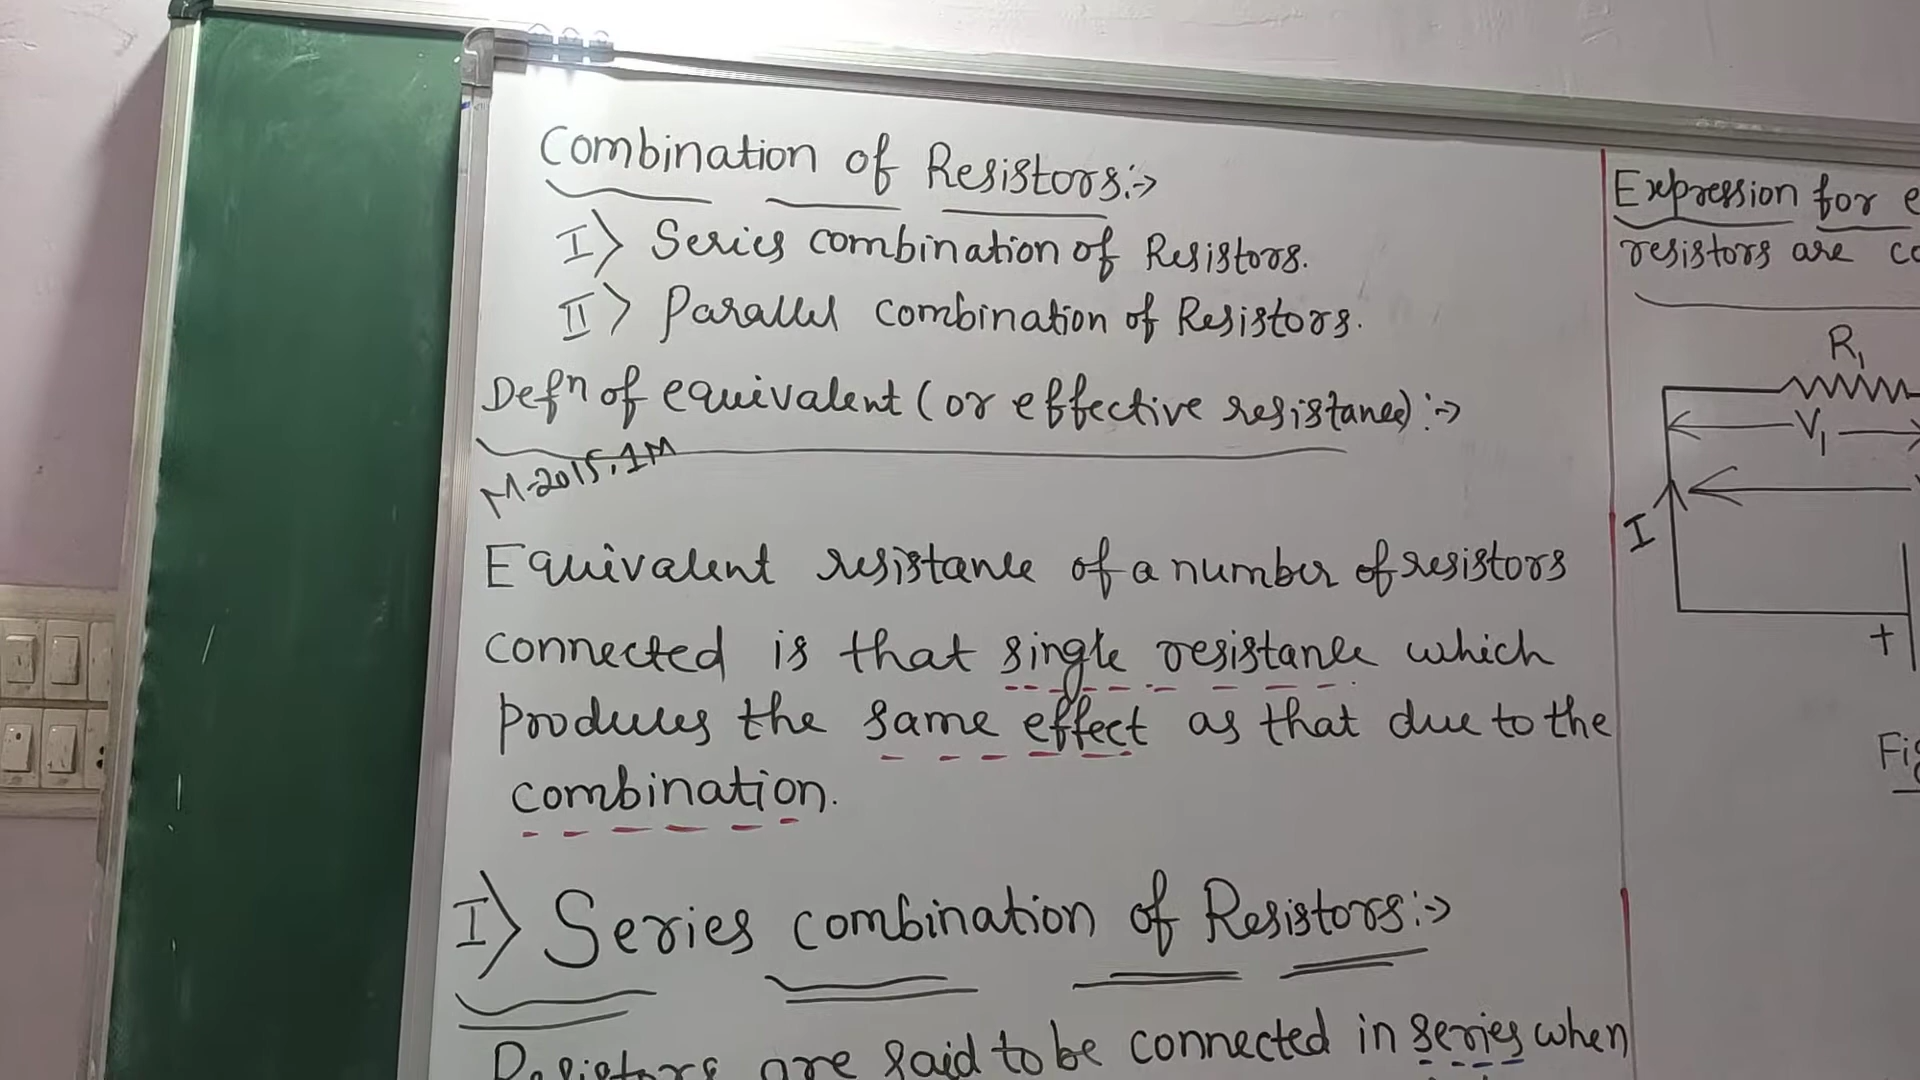 Combination of Resistors:->
I> Series combination of Resistors.
II> Parallel combination of Resistors.
Defn of equivalent (or effective resistance) :->
M-2015,1M
Equivalent resistance of a number of resistors
connected is that single resistance which
produces the same effect as that due to the
combination.
I> Series combination of Resistors:->
Resistors are said to be connected in series when
Expression for e
resistors are co
R1
V1
I
+
Fig